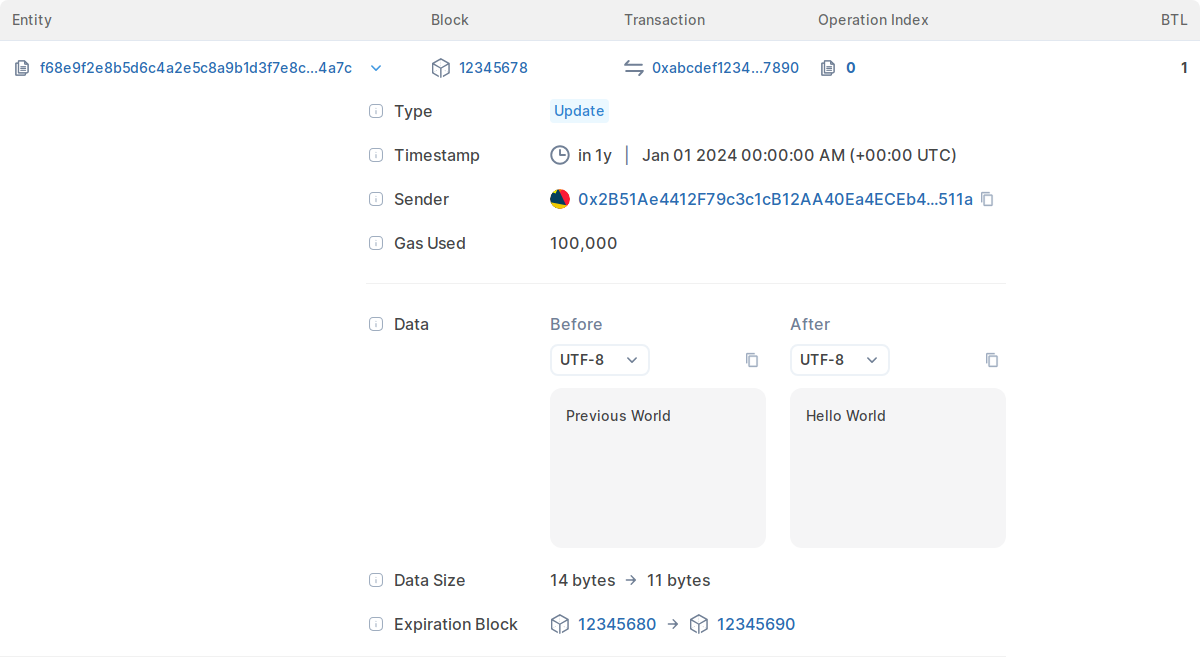 Entity Block Transaction Operation Index BTL
f68e9f2e8b5d6c4a2e5c8a9b1d3f7e8c...4a7c 12345678 0xabcdef1234...7890 0 1
Type Update
Timestamp in 1y | Jan 01 2024 00:00:00 AM (+00:00 UTC)
Sender 0x2B51Ae4412F79c3c1cB12AA40Ea4ECEb4...511a
Gas Used 100,000
Data Before After
UTF-8 UTF-8
Previous World Hello World
Data Size 14 bytes → 11 bytes
Expiration Block 12345680 → 12345690